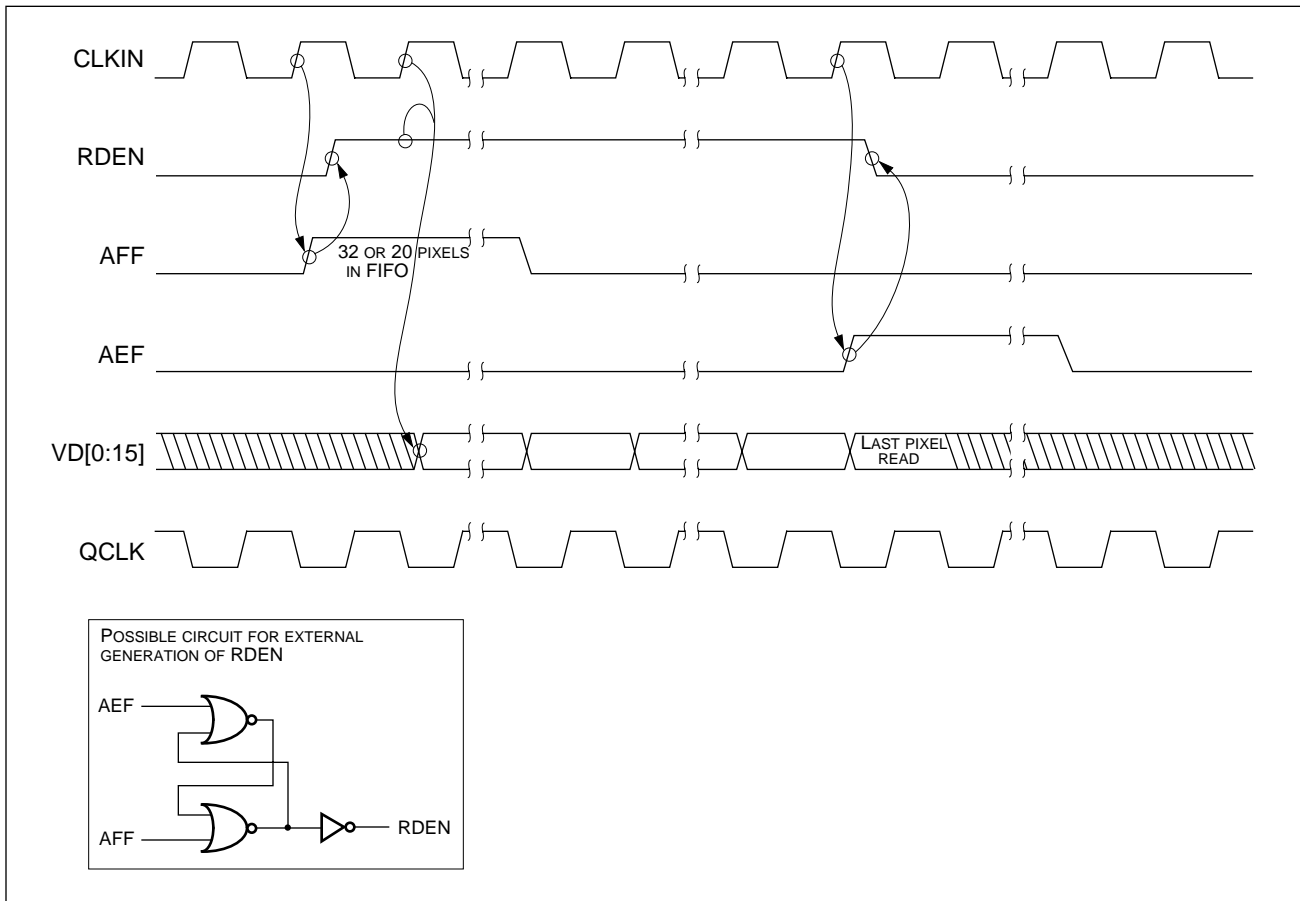 CLKIN
RDEN
AFF
32 OR 20 PIXELS
IN FIFO
AEF
VD[0:15]
LAST PIXEL
READ
QCLK
POSSIBLE CIRCUIT FOR EXTERNAL
GENERATION OF RDEN
AEF
AFF
RDEN